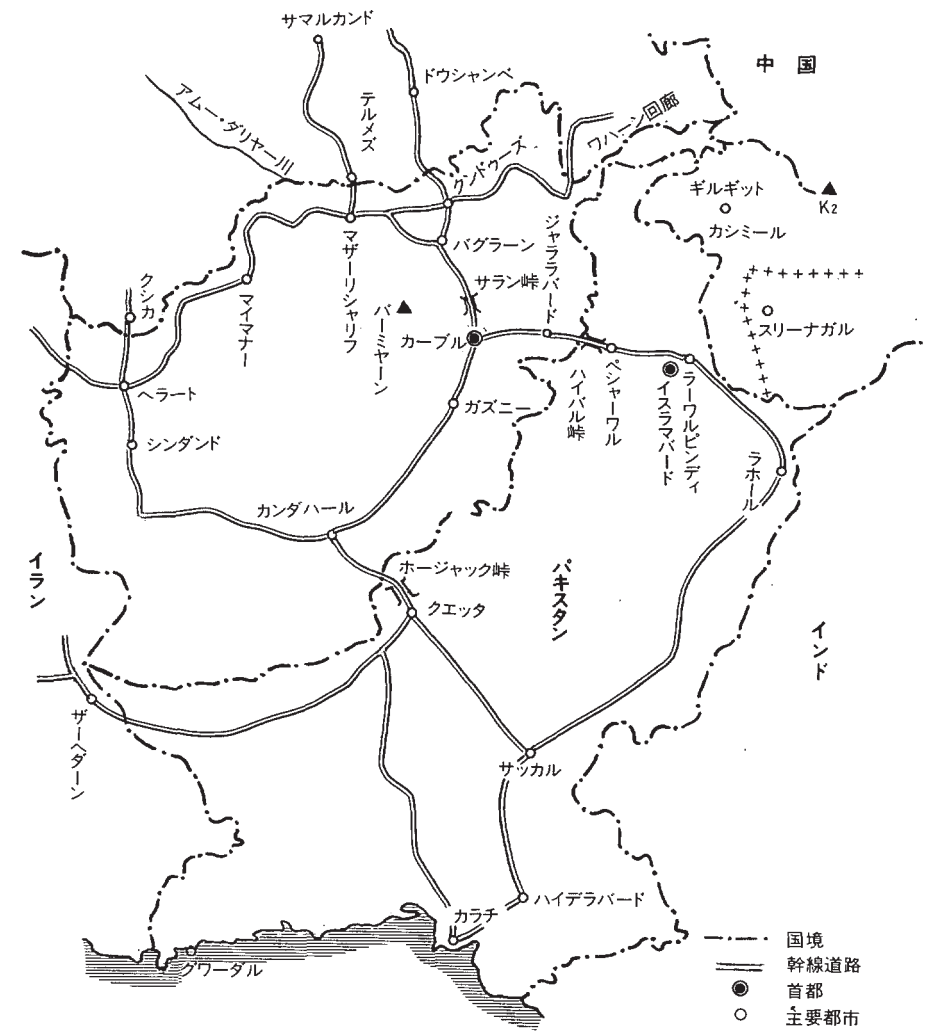 サマルカンド
ドウシャンベ
中国
アムー・ダリヤー川
テルメズ
ワハーン回廊
クンドゥーズ
ギルギット
K2
カシミール
バグラーン
ジャララバード
マザーリシャリフ
サラン峠
クシカ
マイマナー
バーミヤーン
カーブル
スリーナガル
ヘラート
ガズニー
ハイバル峠
ペシャーワル
イスラマバード
ラーワルピンディ
シンダンド
ラホール
カンダハール
イラン
ホージャック峠
パキスタン
クエッタ
インド
ザーヘダーン
サッカル
ハイデラバード
カラチ
グワーダル
国境
幹線道路
首都
主要都市